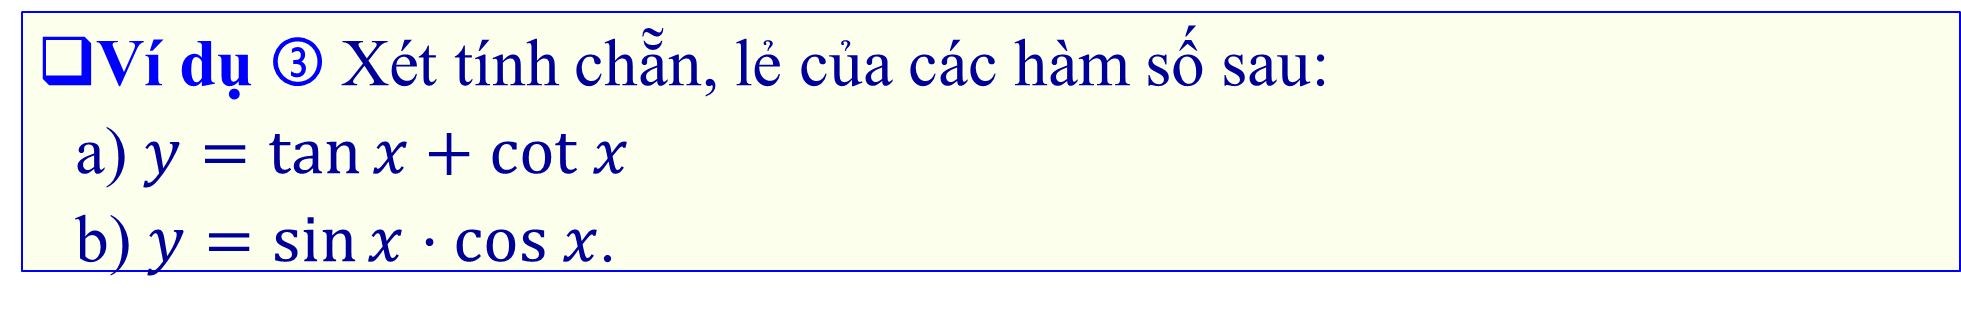 ❑Ví dụ ③ Xét tính chẵn, lẻ của các hàm số sau:
a) y = tan x + cot x
b) y = sin x · cos x.